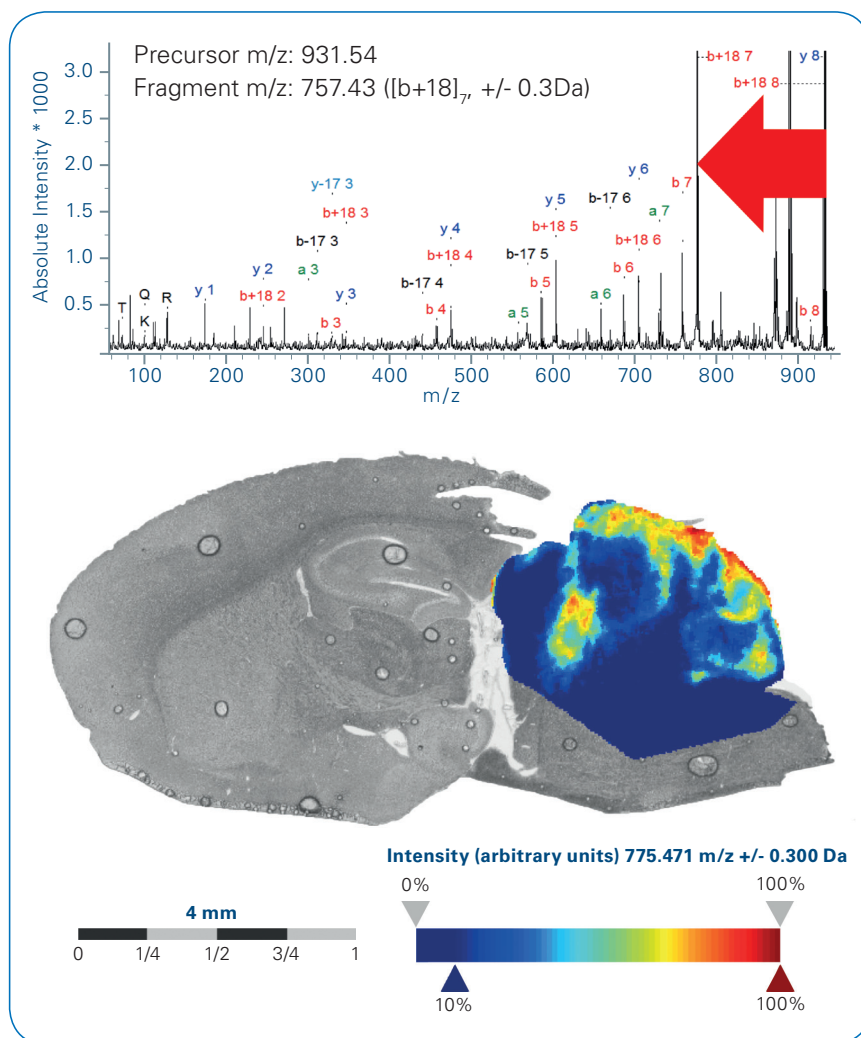 Precursor m/z: 931.54
Fragment m/z: 757.43 ([b+18]7, +/- 0.3Da)
Absolute Intensity * 1000
3.0
2.5
2.0
1.5
1.0
0.5
b+18 7
y 8
b+18 8
y-17 3
b+18 3
b-17 3
a 3
y 6
b-17 6
b 7
y 5
b+18 5
a 7
y 4
b+18 4
b+18 6
b-17 5
b 6
b 5
b-17 4
y 1
y 2
b+18 2
y 3
b 3
b 4
a 5
a 6
b 8
T
Q
K
R
100
200
300
400
500
600
700
800
900
m/z
Intensity (arbitrary units) 775.471 m/z +/- 0.300 Da
0%
100%
4 mm
0
1/4
1/2
3/4
1
10%
100%